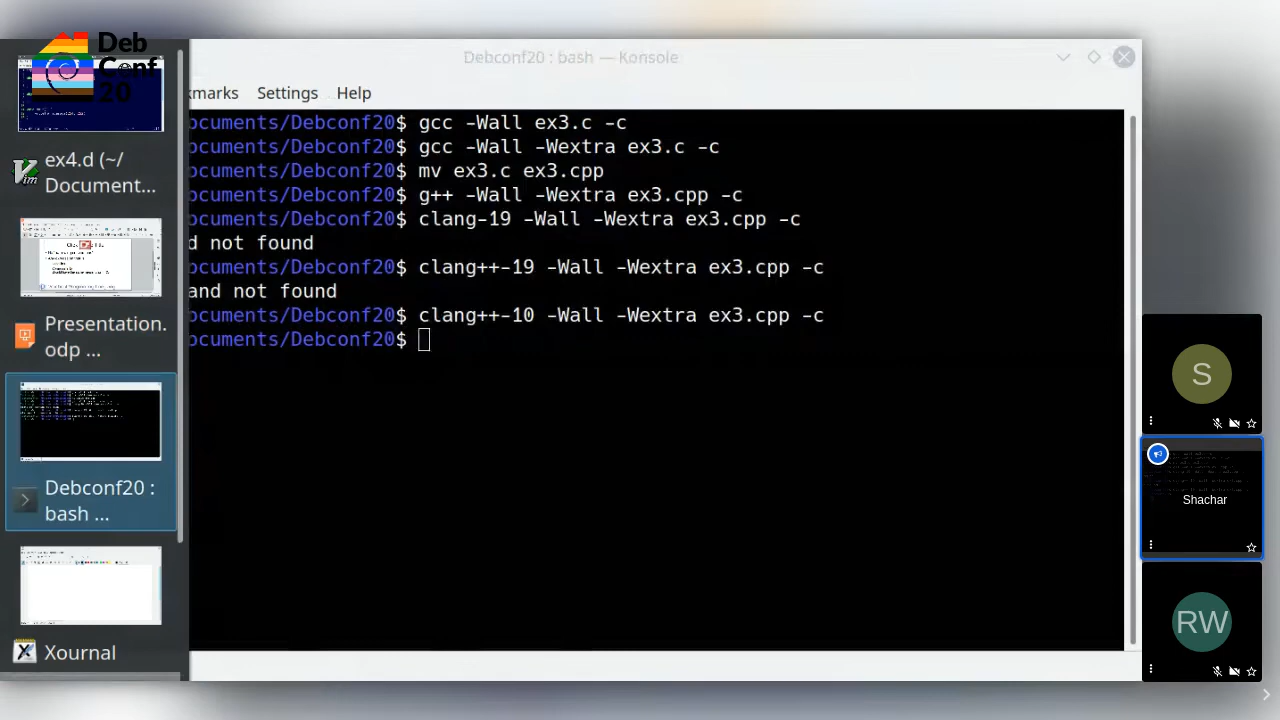 Deb
Conf
20
ex4.d (~/
Document...
Presentation.
odp ...
Debconf20 :
bash ...
Xournal
Debconf20 : bash — Konsole
kmarks Settings Help
ocuments/Debconf20$ gcc -Wall ex3.c -c
ocuments/Debconf20$ gcc -Wall -Wextra ex3.c -c
ocuments/Debconf20$ mv ex3.c ex3.cpp
ocuments/Debconf20$ g++ -Wall -Wextra ex3.cpp -c
ocuments/Debconf20$ clang-19 -Wall -Wextra ex3.cpp -c
d not found
ocuments/Debconf20$ clang++-19 -Wall -Wextra ex3.cpp -c
and not found
ocuments/Debconf20$ clang++-10 -Wall -Wextra ex3.cpp -c
ocuments/Debconf20$
S
Shachar
RW